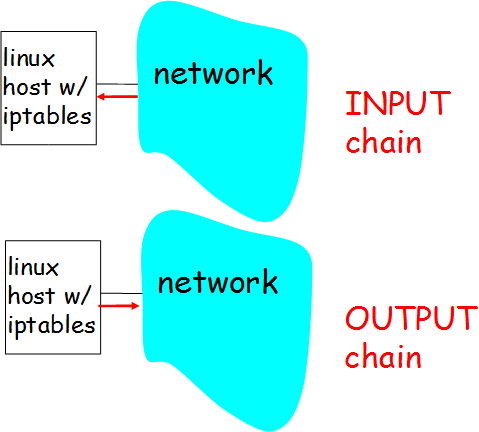 linux
host w/
iptables
network
INPUT
chain
linux
host w/
iptables
network
OUTPUT
chain